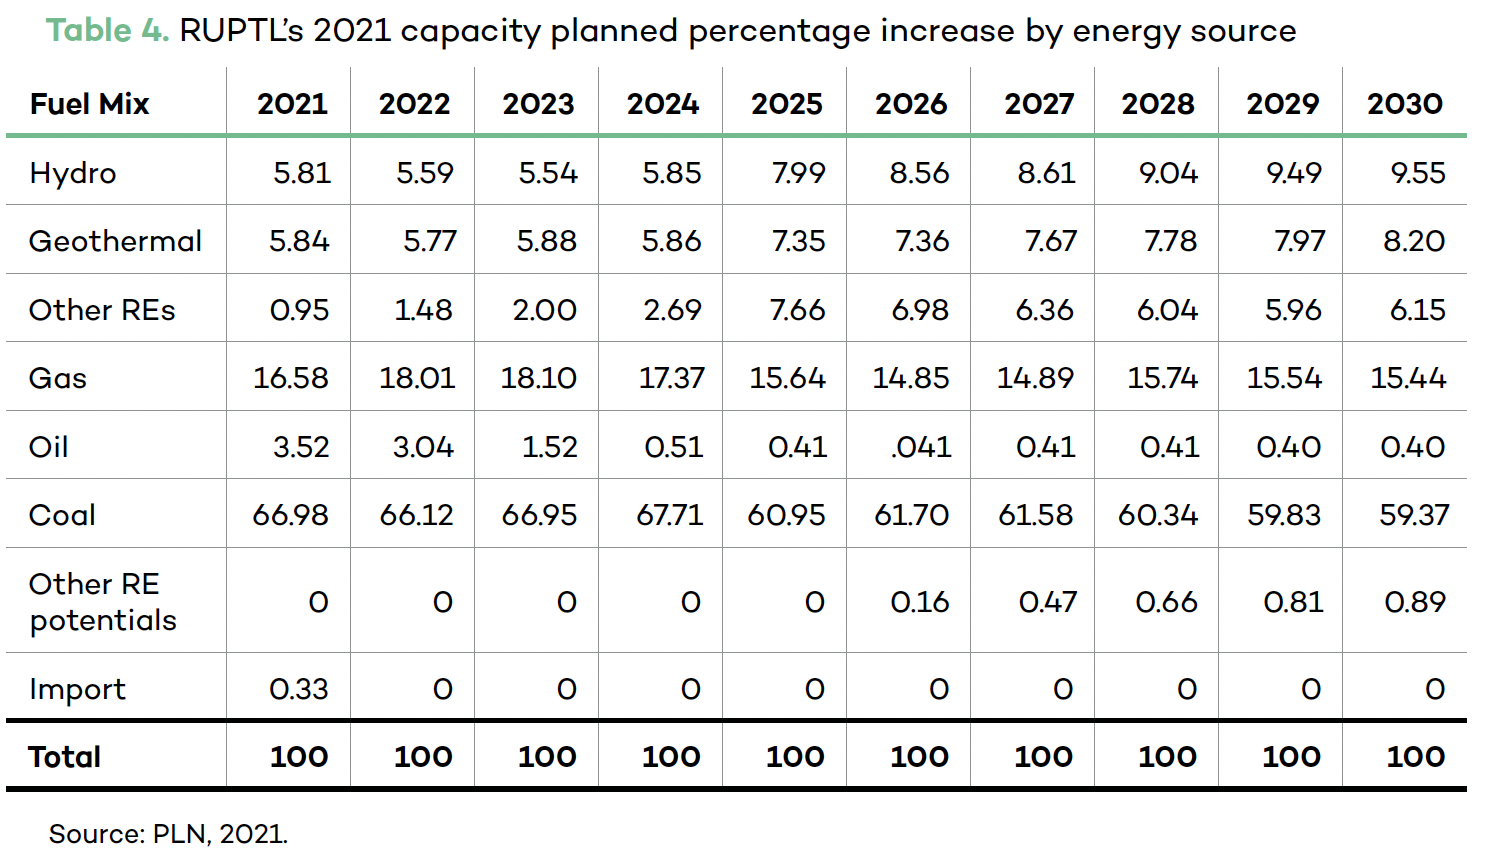 Table 4. RUPTL’s 2021 capacity planned percentage increase by energy source
Fuel Mix 2021 2022 2023 2024 2025 2026 2027 2028 2029 2030
Hydro 5.81 5.59 5.54 5.85 7.99 8.56 8.61 9.04 9.49 9.55
Geothermal 5.84 5.77 5.88 5.86 7.35 7.36 7.67 7.78 7.97 8.20
Other REs 0.95 1.48 2.00 2.69 7.66 6.98 6.36 6.04 5.96 6.15
Gas 16.58 18.01 18.10 17.37 15.64 14.85 14.89 15.74 15.54 15.44
Oil 3.52 3.04 1.52 0.51 0.41 .041 0.41 0.41 0.40 0.40
Coal 66.98 66.12 66.95 67.71 60.95 61.70 61.58 60.34 59.83 59.37
Other RE
potentials 0 0 0 0 0 0.16 0.47 0.66 0.81 0.89
Import 0.33 0 0 0 0 0 0 0 0 0
Total 100 100 100 100 100 100 100 100 100 100
Source: PLN, 2021.